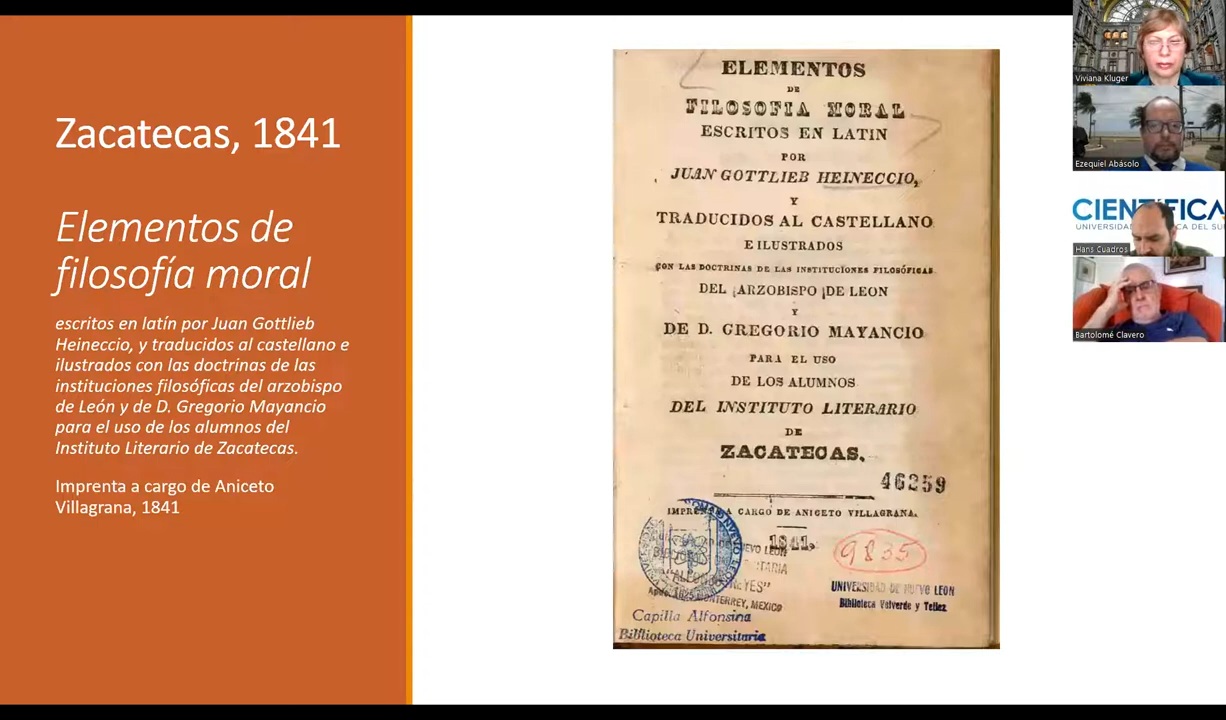 Zacatecas, 1841
Elementos de
filosofía moral
escritos en latín por Juan Gottlieb
Heineccio, y traducidos al castellano e
ilustrados con las doctrinas de las
instituciones filosóficas del arzobispo
de León y de D. Gregorio Mayancio
para el uso de los alumnos del
Instituto Literario de Zacatecas.
Imprenta a cargo de Aniceto
Villagrana, 1841
ELEMENTOS
DE
FILOSOFIA MORAL
ESCRITOS EN LATIN
POR
JUAN GOTTLIEB HEINECCIO,
Y
TRADUCIDOS AL CASTELLANO
E ILUSTRADOS
CON LAS DOCTRINAS DE LAS INSTITUCIONES FILOSÓFICAS
DEL ARZOBISPO DE LEON
Y
DE D. GREGORIO MAYANCIO
PARA EL USO
DE LOS ALUMNOS
DEL INSTITUTO LITERARIO
DE
ZACATECAS.
46259
IMPRENTA A CARGO DE ANICETO VILLAGRANA.
1841.
9835
MONTERREY, MEXICO
Capilla Alfonsina
Biblioteca Universitaria
UNIVERSIDAD DE NUEVO LEON
Biblioteca Valverde y Tellez
Viviana Kluger
Ezequiel Abásolo
CIENTÍFICA
Hans Cuadros
Bartolomé Clavero